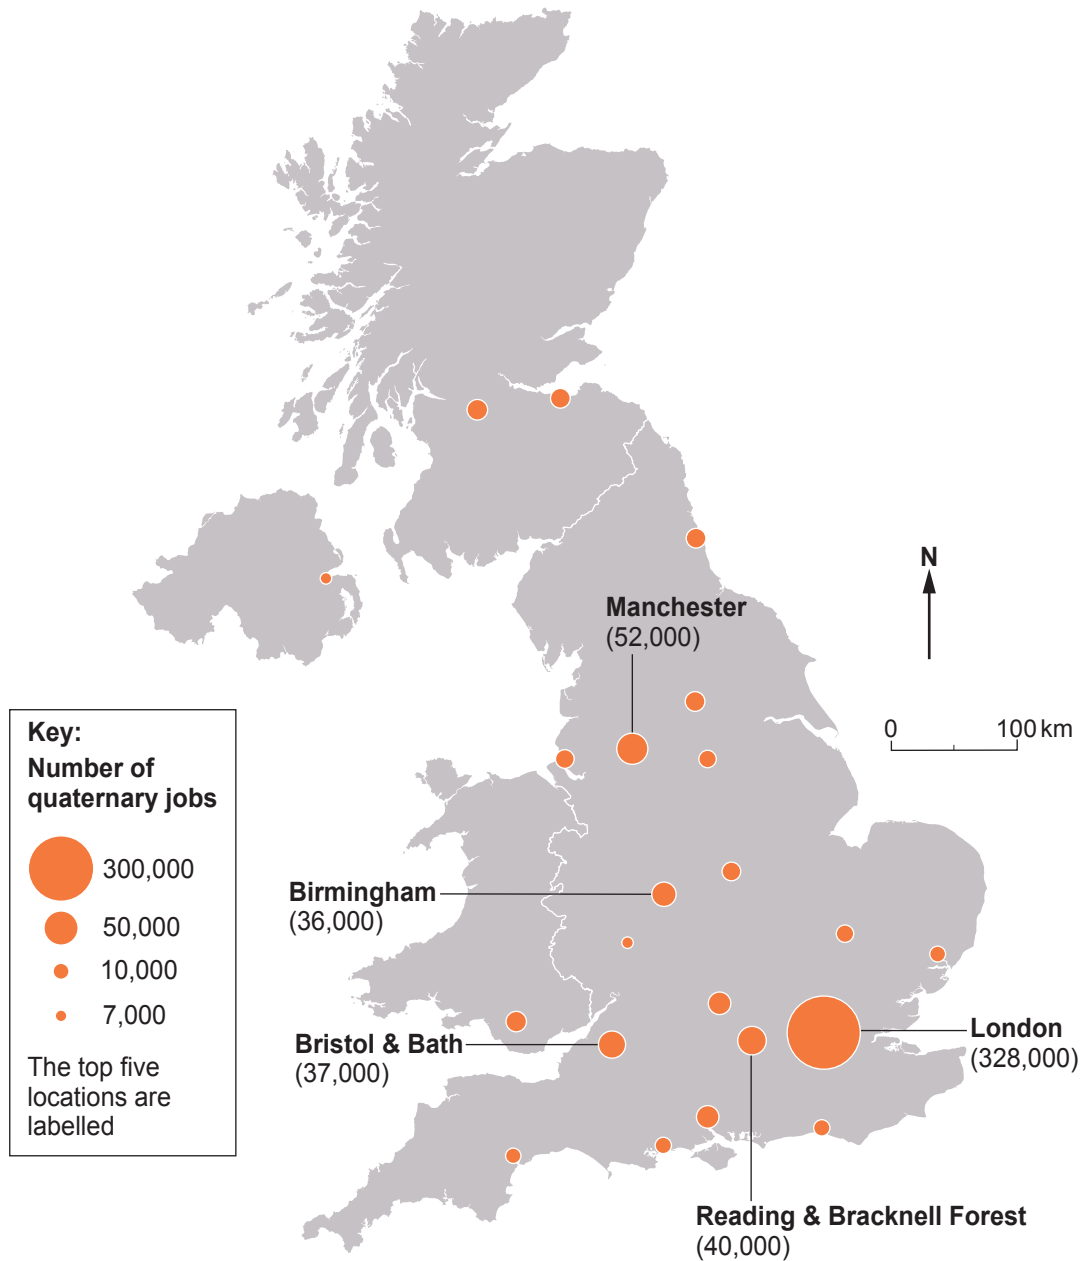 N
Manchester
(52,000)
0 100 km
Key:
Number of
quaternary jobs
300,000
50,000
10,000
7,000
The top five
locations are
labelled
Birmingham
(36,000)
Bristol & Bath
(37,000)
London
(328,000)
Reading & Bracknell Forest
(40,000)